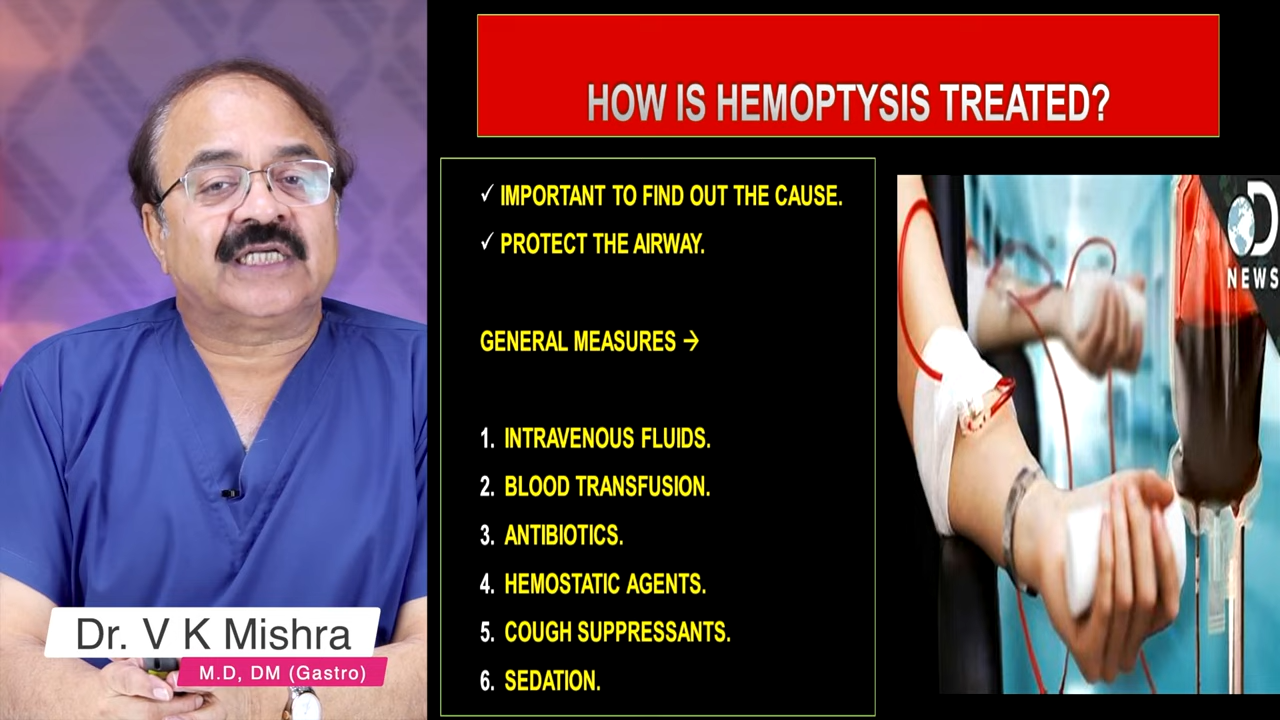 HOW IS HEMOPTYSIS TREATED?
✓ IMPORTANT TO FIND OUT THE CAUSE.
✓ PROTECT THE AIRWAY.
GENERAL MEASURES →
1. INTRAVENOUS FLUIDS.
2. BLOOD TRANSFUSION.
3. ANTIBIOTICS.
4. HEMOSTATIC AGENTS.
5. COUGH SUPPRESSANTS.
6. SEDATION.
D
NEWS
Dr. V K Mishra
M.D, DM (Gastro)